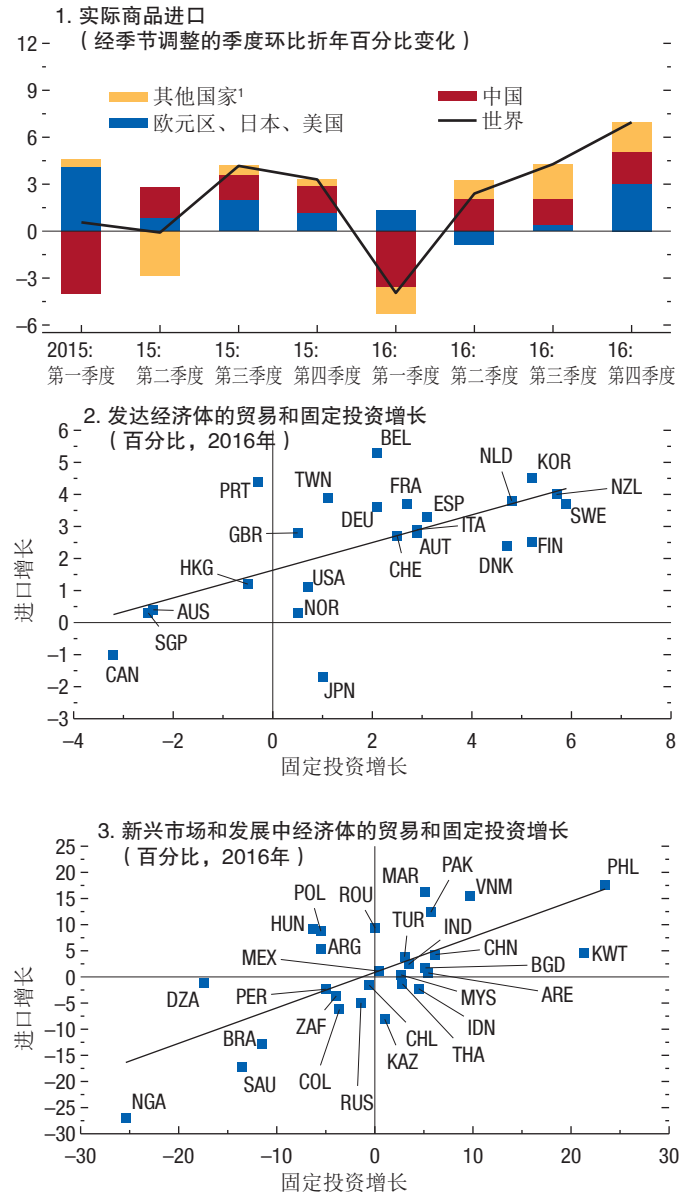 1. 实际商品进口
（经季节调整的季度环比折年百分比变化）
12
9
6
3
0
–3
–6
其他国家1
中国
欧元区、日本、美国
世界
2015: 15: 15: 15: 16: 16: 16: 16:
第一季度 第二季度 第三季度 第四季度 第一季度 第二季度 第三季度 第四季度
2. 发达经济体的贸易和固定投资增长
（百分比，2016年）
进口增长
6
5
4
3
2
1
0
–1
–2
–3
BEL
NLD
KOR
PRT
TWN
FRA
NZL
DEU
ESP
SWE
GBR
ITA
AUT
FIN
CHE
DNK
HKG
USA
AUS
NOR
SGP
CAN
JPN
–4 –2 0 2 4 6 8
固定投资增长
3. 新兴市场和发展中经济体的贸易和固定投资增长
（百分比，2016年）
进口增长
25
20
15
10
5
0
–5
–10
–15
–20
–25
–30
MAR
PAK
PHL
VNM
POL
ROU
HUN
TUR
IND
ARG
CHN
KWT
MEX
BGD
DZA
PER
MYS
ARE
ZAF
IDN
BRA
CHL
THA
KAZ
SAU
COL
RUS
NGA
–30 –20 –10 0 10 20 30
固定投资增长